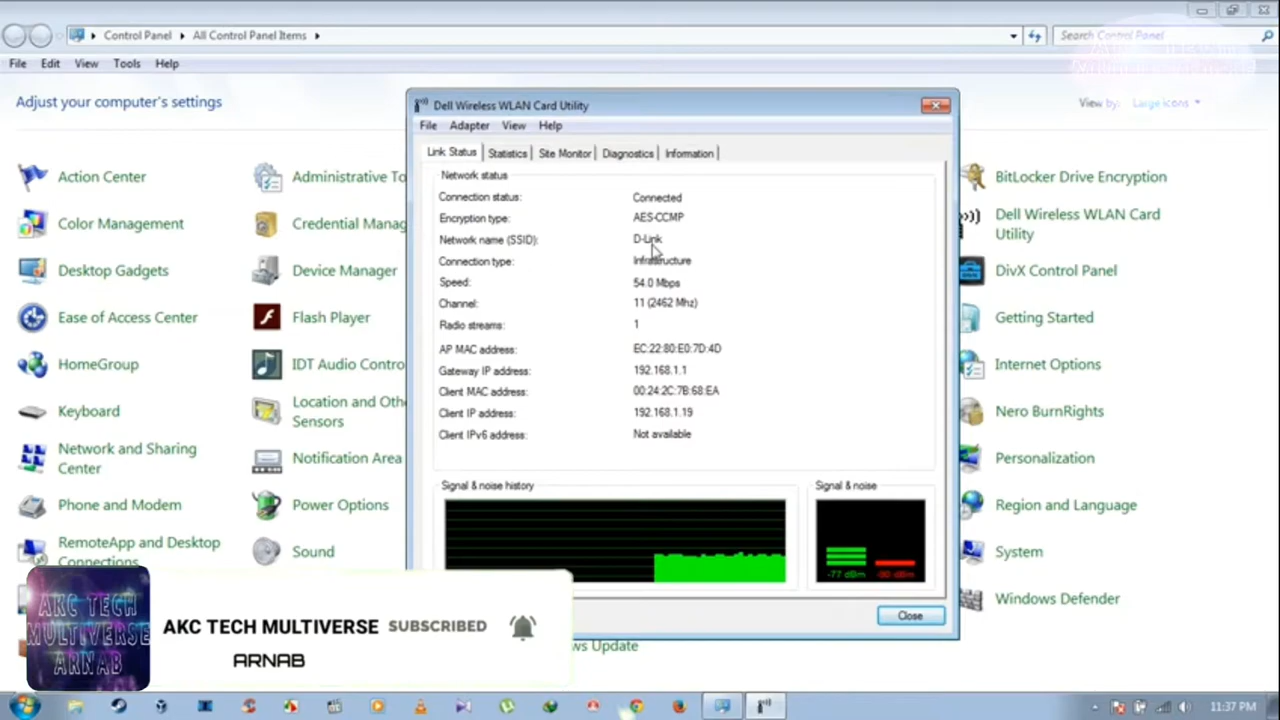 Control Panel
All Control Panel Items
Search Control Panel
File Edit View Tools Help
Adjust your computer's settings
View by: Large icons
Action Center
Color Management
Desktop Gadgets
Ease of Access Center
HomeGroup
Keyboard
Network and Sharing
Center
Phone and Modem
RemoteApp and Desktop
Connections
Administrative To
Credential Mana
Device Manager
Flash Player
IDT Audio Contro
Location and Oth
Sensors
Notification Area
Power Options
Sound
ws Update
Dell Wireless WLAN Card Utility
File Adapter View Help
Link Status Statistics Site Monitor Diagnostics Information
Network status
Connection status: Connected
Encryption type: AES-CCMP
Network name (SSID): D-Link
Connection type: Infrastructure
Speed: 54.0 Mbps
Channel: 11 (2462 Mhz)
Radio streams: 1
AP MAC address: EC:22:80:E0:7D:4D
Gateway IP address: 192.168.1.1
Client MAC address: 00:24:2C:7B:68:EA
Client IP address: 192.168.1.19
Client IPv6 address: Not available
Signal & noise history
Signal & noise
-77 dBm
Close
BitLocker Drive Encryption
Dell Wireless WLAN Card
Utility
DivX Control Panel
Getting Started
Internet Options
Nero BurnRights
Personalization
Region and Language
System
Windows Defender
AKC TECH
MULTIVERSE
ARNAB
AKC TECH MULTIVERSE SUBSCRIBED
ARNAB
11:37 PM